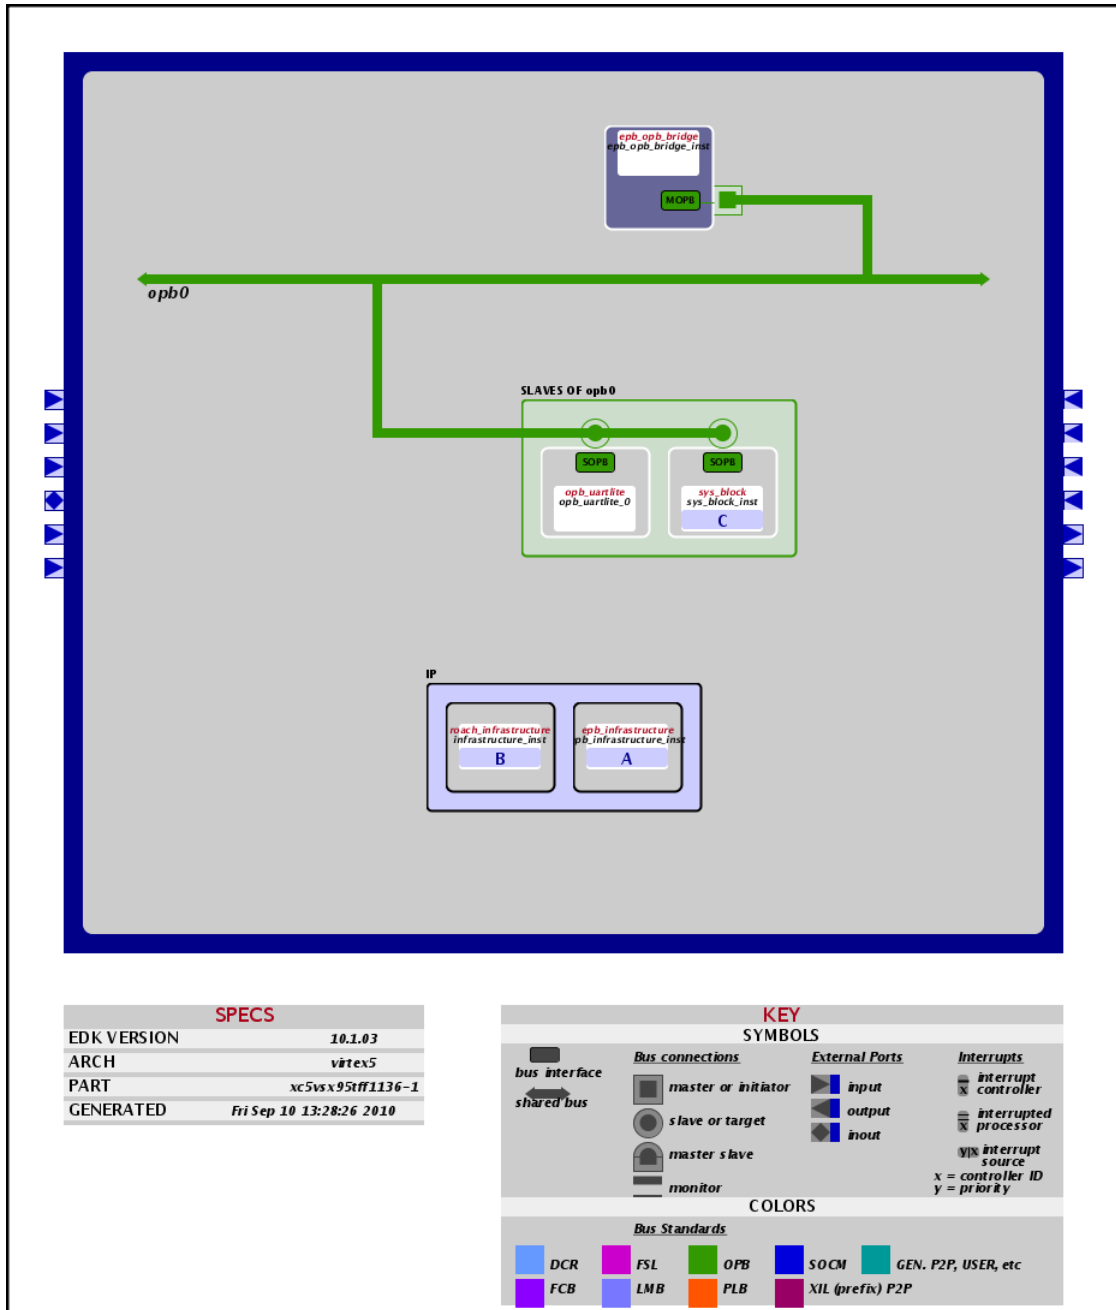 epb_opb_bridge
epb_opb_bridge_inst
MOPB
opb0
SLAVES OF opb0
SOPB SOPB
opb_uartlite sys_block
opb_uartlite_0 sys_block_inst
C
IP
roach_infrastructure epb_infrastructure
infrastructure_inst pb_infrastructure_inst
B A
SPECS
EDK VERSION 10.1.03
ARCH virtex5
PART xc5vsx95tff1136-1
GENERATED Fri Sep 10 13:28:26 2010
KEY
SYMBOLS
bus interface
shared bus
Bus connections
master or initiator
slave or target
master slave
monitor
External Ports
input
output
inout
Interrupts
x interrupt
controller
x interrupted
processor
y|x interrupt
source
x = controller ID
y = priority
COLORS
Bus Standards
DCR FSL OPB SOCM GEN. P2P, USER, etc
FCB LMB PLB XIL (prefix) P2P